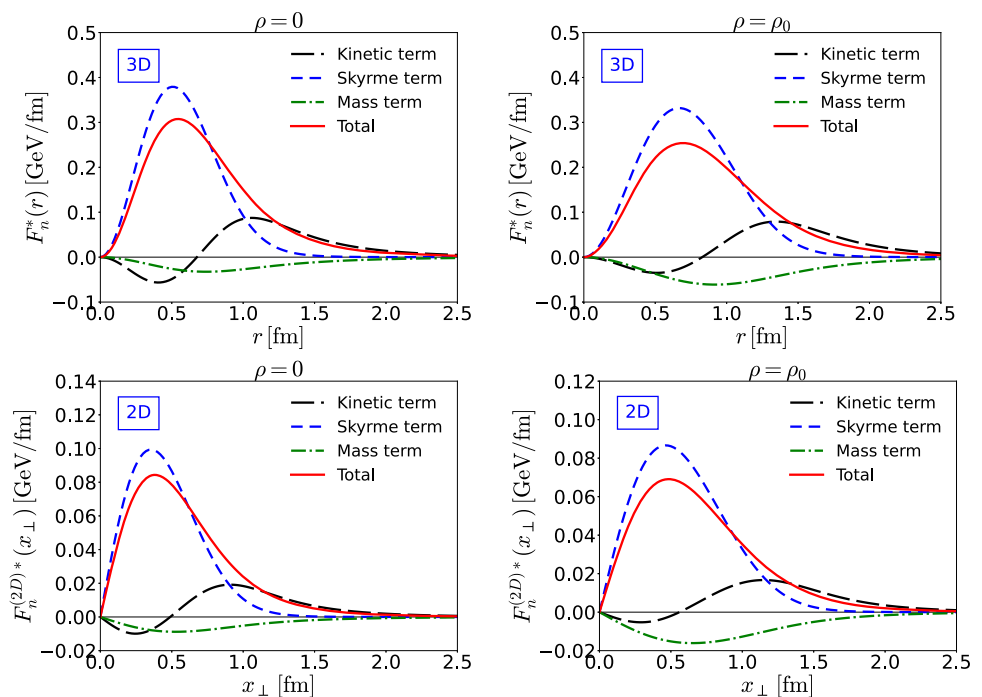 ρ = 0
3D
Kinetic term
Skyrme term
Mass term
Total
0.5
0.4
0.3
0.2
0.1
0.0
−0.1
F_n^*(r) [GeV/fm]
0.0 0.5 1.0 1.5 2.0 2.5
r [fm]
ρ = ρ₀
3D
Kinetic term
Skyrme term
Mass term
Total
0.5
0.4
0.3
0.2
0.1
0.0
−0.1
F_n^*(r) [GeV/fm]
0.0 0.5 1.0 1.5 2.0 2.5
r [fm]
ρ = 0
2D
Kinetic term
Skyrme term
Mass term
Total
0.14
0.12
0.10
0.08
0.06
0.04
0.02
0.00
−0.02
F_n^{(2D)*}(x_⊥) [GeV/fm]
0.0 0.5 1.0 1.5 2.0 2.5
x_⊥ [fm]
ρ = ρ₀
2D
Kinetic term
Skyrme term
Mass term
Total
0.12
0.10
0.08
0.06
0.04
0.02
0.00
−0.02
F_n^{(2D)*}(x_⊥) [GeV/fm]
0.0 0.5 1.0 1.5 2.0 2.5
x_⊥ [fm]